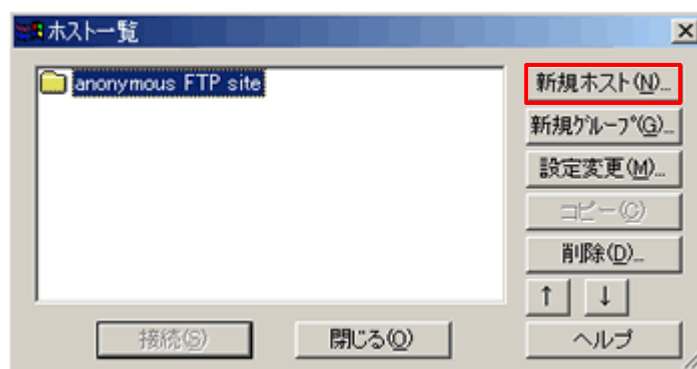 ホスト一覧
anonymous FTP site
新規ホスト(N)...
新規ｸﾞﾙｰﾌﾟ(G)...
設定変更(M)...
コピー(C)
削除(D)...
↑ ↓
接続(S) 閉じる(O) ヘルプ